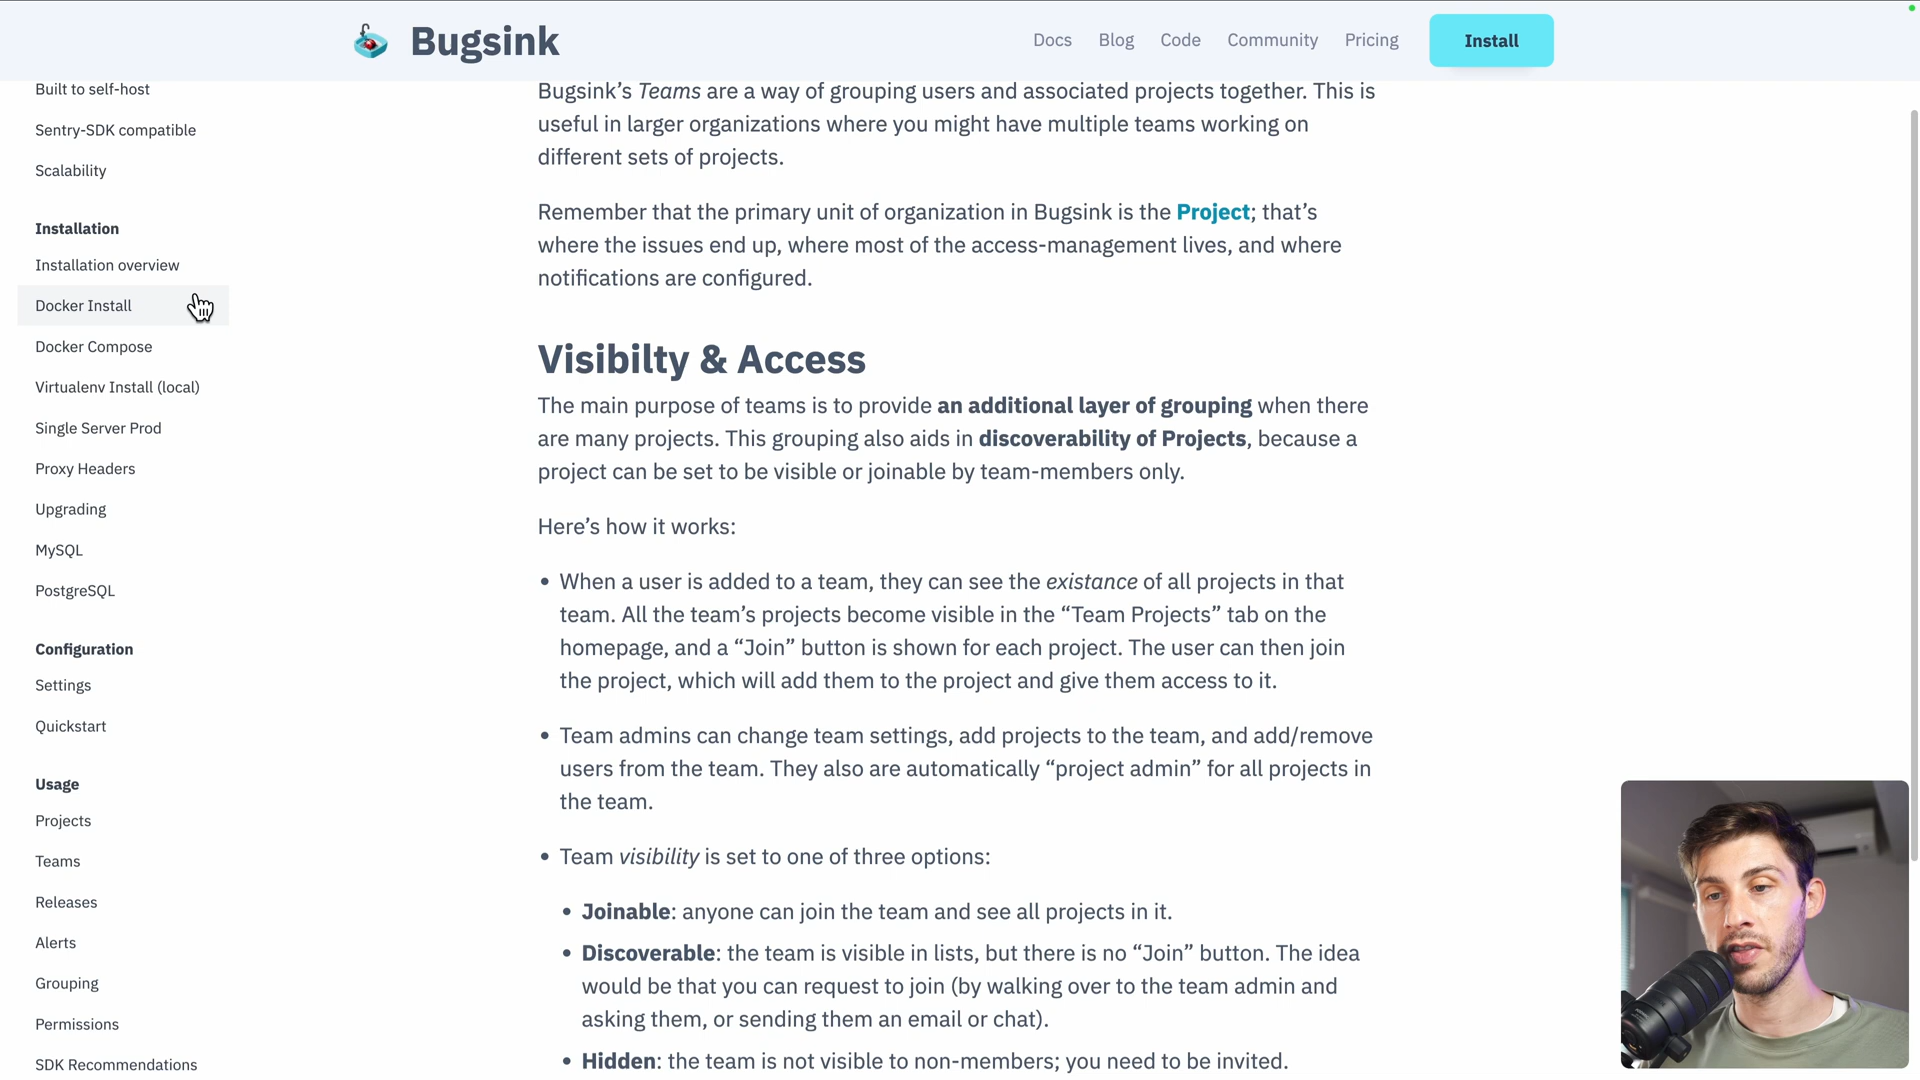 Bugsink
Docs
Blog
Code
Community
Pricing
Install
Built to self-host
Sentry-SDK compatible
Scalability
Installation
Installation overview
Docker Install
Docker Compose
Virtualenv Install (local)
Single Server Prod
Proxy Headers
Upgrading
MySQL
PostgreSQL
Configuration
Settings
Quickstart
Usage
Projects
Teams
Releases
Alerts
Grouping
Permissions
SDK Recommendations
Bugsink’s Teams are a way of grouping users and associated projects together. This is
useful in larger organizations where you might have multiple teams working on
different sets of projects.
Remember that the primary unit of organization in Bugsink is the Project; that’s
where the issues end up, where most of the access-management lives, and where
notifications are configured.
Visibilty & Access
The main purpose of teams is to provide an additional layer of grouping when there
are many projects. This grouping also aids in discoverability of Projects, because a
project can be set to be visible or joinable by team-members only.
Here’s how it works:
• When a user is added to a team, they can see the existance of all projects in that
team. All the team’s projects become visible in the “Team Projects” tab on the
homepage, and a “Join” button is shown for each project. The user can then join
the project, which will add them to the project and give them access to it.
• Team admins can change team settings, add projects to the team, and add/remove
users from the team. They also are automatically “project admin” for all projects in
the team.
• Team visibility is set to one of three options:
• Joinable: anyone can join the team and see all projects in it.
• Discoverable: the team is visible in lists, but there is no “Join” button. The idea
would be that you can request to join (by walking over to the team admin and
asking them, or sending them an email or chat).
• Hidden: the team is not visible to non-members; you need to be invited.